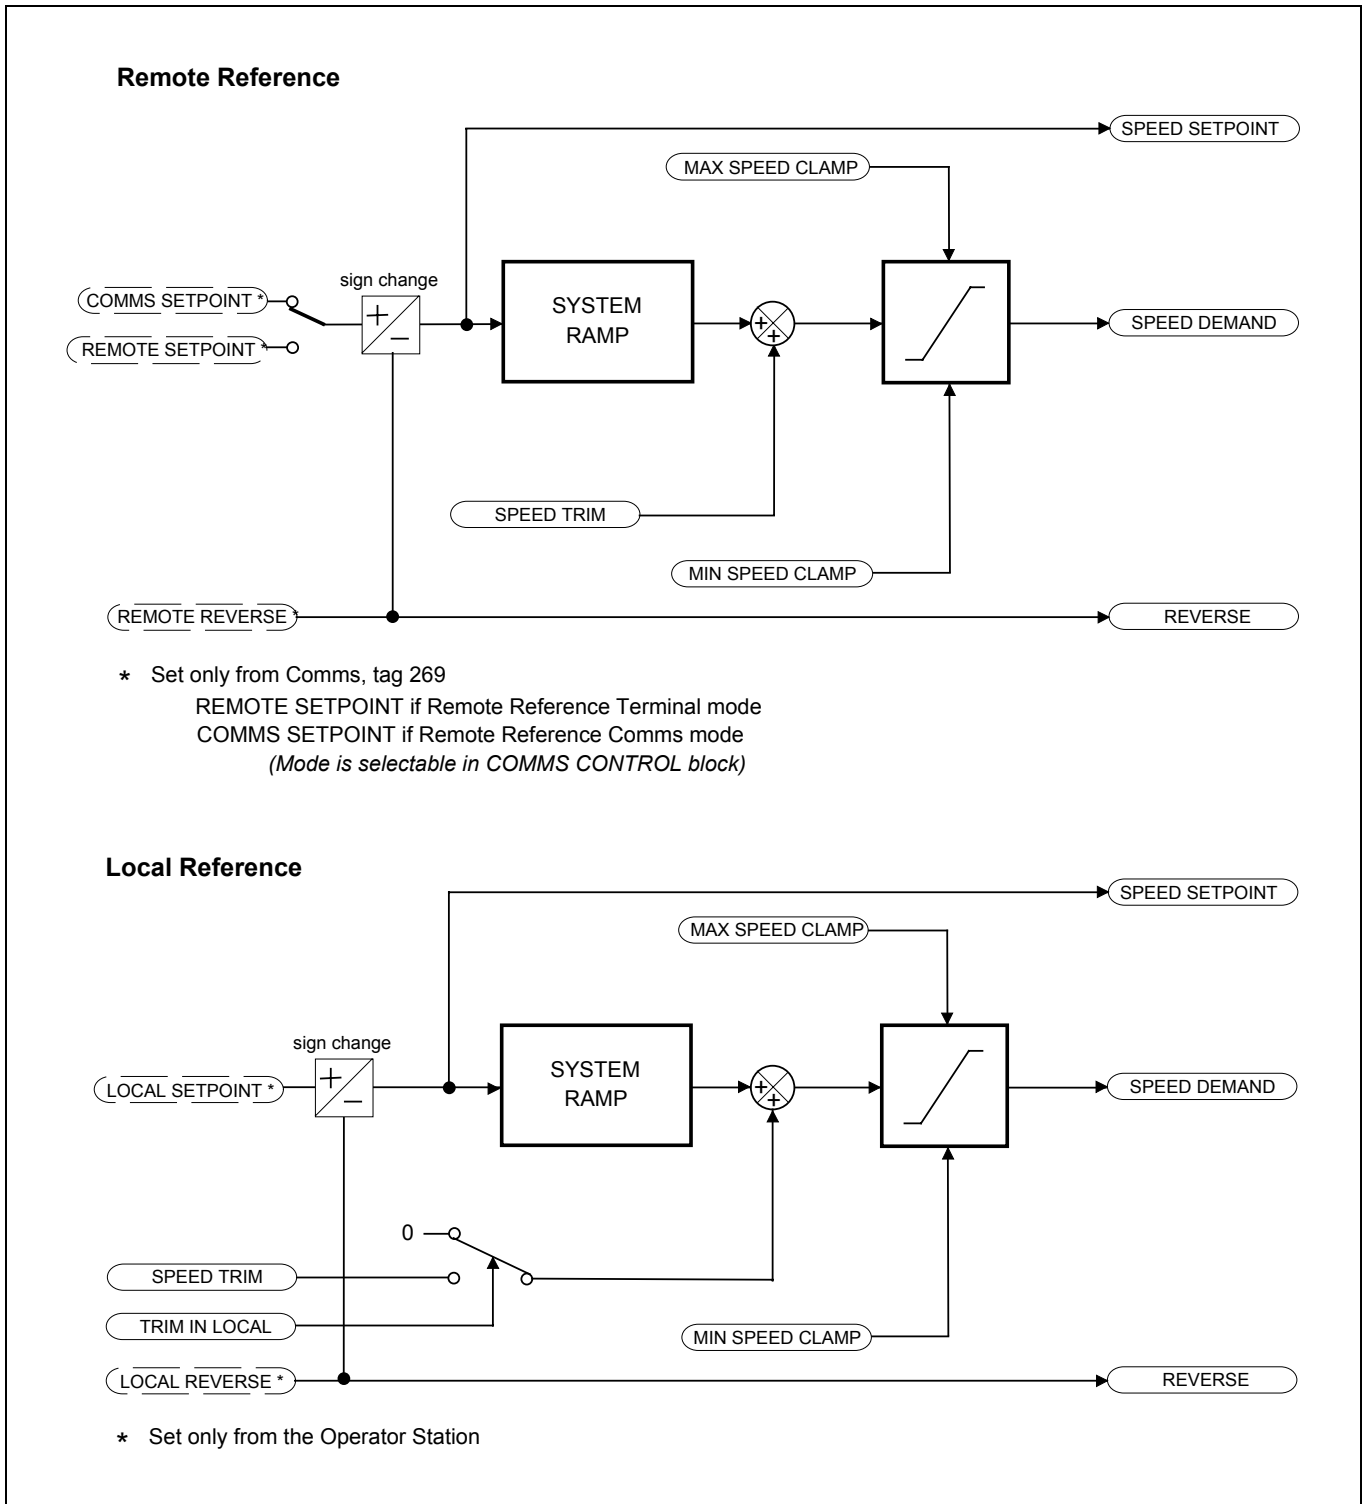 Remote Reference
SPEED SETPOINT
MAX SPEED CLAMP
sign change
COMMS SETPOINT *
+
−
SYSTEM
RAMP
+
+
SPEED DEMAND
REMOTE SETPOINT *
SPEED TRIM
MIN SPEED CLAMP
REMOTE REVERSE *
REVERSE
* Set only from Comms, tag 269
REMOTE SETPOINT if Remote Reference Terminal mode
COMMS SETPOINT if Remote Reference Comms mode
(Mode is selectable in COMMS CONTROL block)
Local Reference
SPEED SETPOINT
MAX SPEED CLAMP
sign change
LOCAL SETPOINT *
+
−
SYSTEM
RAMP
+
+
SPEED DEMAND
0
SPEED TRIM
TRIM IN LOCAL
MIN SPEED CLAMP
LOCAL REVERSE *
REVERSE
* Set only from the Operator Station